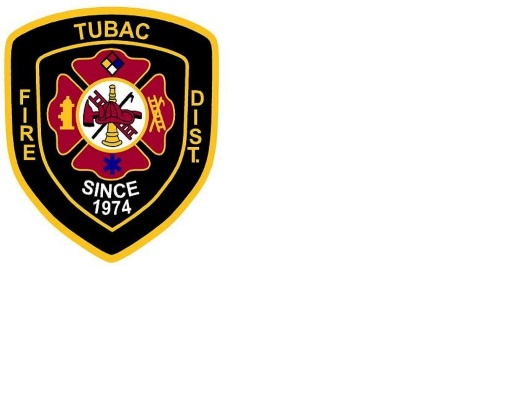 TUBAC
FIRE
DIST.
SINCE
1974